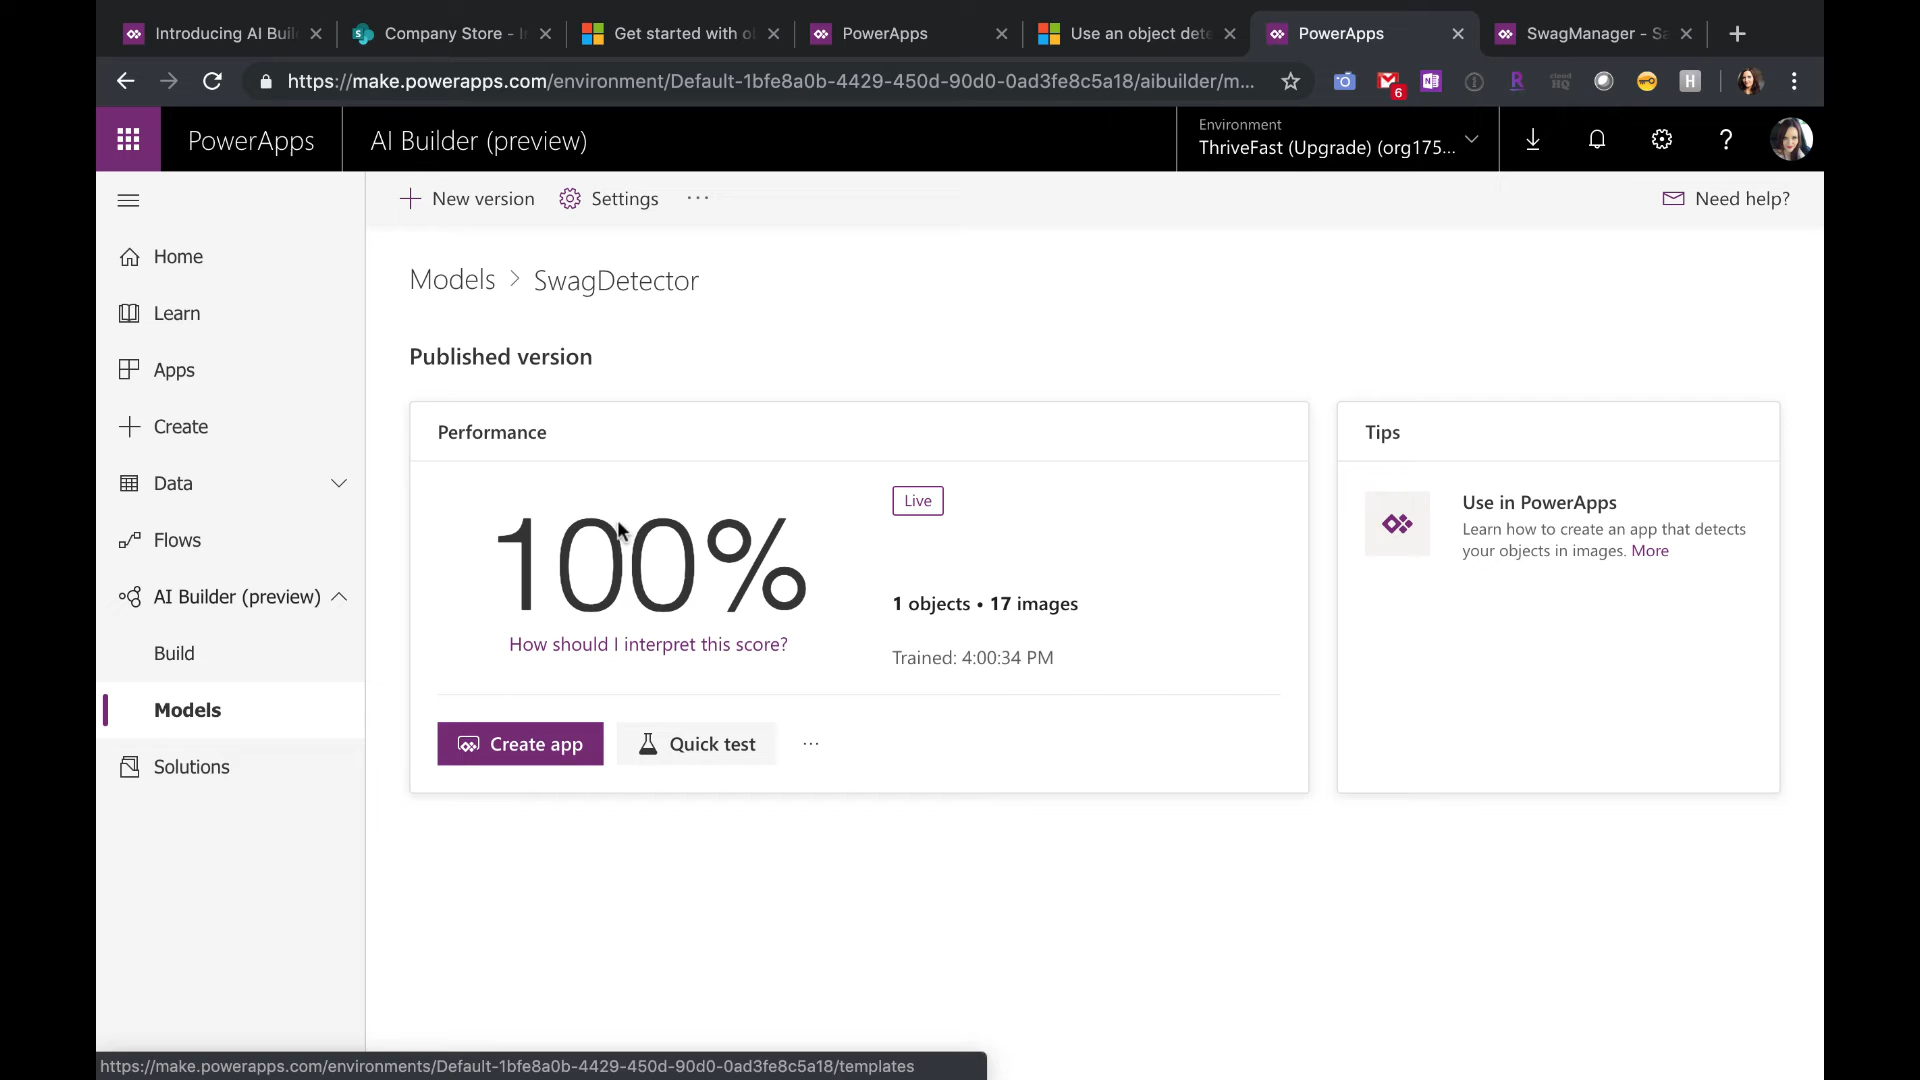 Introducing AI Buil
Company Store - I
Get started with o
PowerApps
Use an object dete
PowerApps
SwagManager - Sa
https://make.powerapps.com/environment/Default-1bfe8a0b-4429-450d-90d0-0ad3fe8c5a18/aibuilder/m...
6
R
cloud
HQ
H
PowerApps
AI Builder (preview)
Environment
ThriveFast (Upgrade) (org175...
New version
Settings
...
Need help?
Home
Learn
Apps
Create
Data
Flows
AI Builder (preview)
Build
Models
Solutions
Models > SwagDetector
Published version
Performance
100%
How should I interpret this score?
Live
1 objects • 17 images
Trained: 4:00:34 PM
Create app
Quick test
...
Tips
Use in PowerApps
Learn how to create an app that detects
your objects in images. More
https://make.powerapps.com/environments/Default-1bfe8a0b-4429-450d-90d0-0ad3fe8c5a18/templates